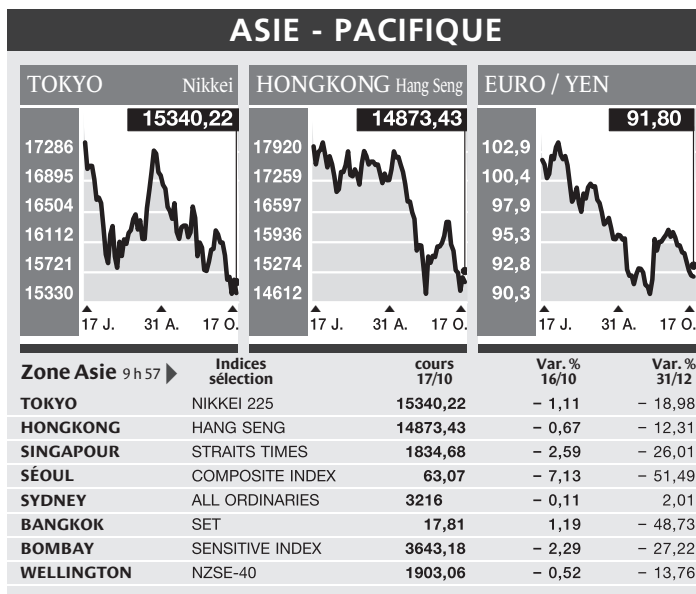 ASIE - PACIFIQUE
TOKYO Nikkei
15340,22
17286
16895
16504
16112
15721
15330
17 J. 31 A. 17 O.
HONGKONG Hang Seng
14873,43
17920
17259
16597
15936
15274
14612
17 J. 31 A. 17 O.
EURO / YEN
91,80
102,9
100,4
97,9
95,3
92,8
90,3
17 J. 31 A. 17 O.
Zone Asie 9 h 57 Indices sélection cours 17/10 Var. % 16/10 Var. % 31/12
TOKYO NIKKEI 225 15340,22 – 1,11 – 18,98
HONGKONG HANG SENG 14873,43 – 0,67 – 12,31
SINGAPOUR STRAITS TIMES 1834,68 – 2,59 – 26,01
SÉOUL COMPOSITE INDEX 63,07 – 7,13 – 51,49
SYDNEY ALL ORDINARIES 3216 – 0,11 2,01
BANGKOK SET 17,81 1,19 – 48,73
BOMBAY SENSITIVE INDEX 3643,18 – 2,29 – 27,22
WELLINGTON NZSE-40 1903,06 – 0,52 – 13,76